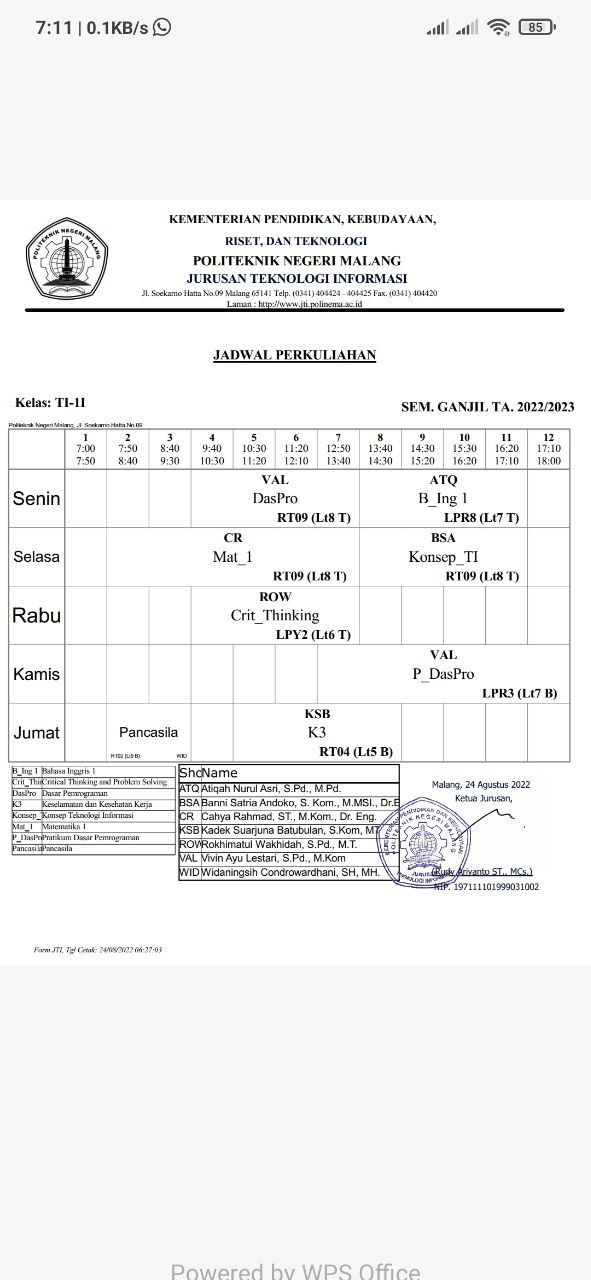 7:11 | 0.1KB/s
85
POLITEKNIK NEGERI MALANG
KEMENTERIAN PENDIDIKAN, KEBUDAYAAN,
RISET, DAN TEKNOLOGI
POLITEKNIK NEGERI MALANG
JURUSAN TEKNOLOGI INFORMASI
Jl. Soekarno Hatta No.09 Malang 65141 Telp. (0341) 404424 - 404425 Fax. (0341) 404420
Laman : http://www.jti.polinema.ac.id
JADWAL PERKULIAHAN
Kelas: TI-1I
SEM. GANJIL TA. 2022/2023
Politeknik Negeri Malang, Jl. Soekarno Hatta No.09
1 2 3 4 5 6 7 8 9 10 11 12
7:00 7:50 8:40 9:40 10:30 11:20 12:50 13:40 14:30 15:30 16:20 17:10
7:50 8:40 9:30 10:30 11:20 12:10 13:40 14:30 15:20 16:20 17:10 18:00
VAL ATQ
Senin DasPro B_Ing 1
RT09 (Lt8 T) LPR8 (Lt7 T)
CR BSA
Selasa Mat_1 Konsep_TI
RT09 (Lt8 T) RT09 (Lt8 T)
ROW
Rabu Crit_Thinking
LPY2 (Lt6 T)
VAL
Kamis P_DasPro
LPR3 (Lt7 B)
KSB
Jumat Pancasila K3
RT02 (Lt5 B) WID RT04 (Lt5 B)
B_Ing 1 Bahasa Inggris 1
Crit_Thi Critical Thinking and Problem Solving
DasPro Dasar Pemrograman
K3 Keselamatan dan Kesehatan Kerja
Konsep_ Konsep Teknologi Informasi
Mat_1 Matematika 1
P_DasPr Pratikum Dasar Pemrograman
Pancasil Pancasila
Sho Name
ATQ Atiqah Nurul Asri, S.Pd., M.Pd.
BSA Banni Satria Andoko, S. Kom., M.MSI., Dr.E
CR Cahya Rahmad, ST., M.Kom., Dr. Eng.
KSB Kadek Suarjuna Batubulan, S.Kom, MT
ROW Rokhimatul Wakhidah, S.Pd., M.T.
VAL Vivin Ayu Lestari, S.Pd., M.Kom
WID Widaningsih Condrowardhani, SH, MH.
Malang, 24 Agustus 2022
Ketua Jurusan,
POLITEKNIK NEGERI MALANG
JURUSAN
TEKNOLOGI INFORMASI
(Rudy Ariyanto ST., MCs.)
NIP. 197111101999031002
Form JTI, Tgl Cetak: 24/08/2022 06:27:03
Powered by WPS Office